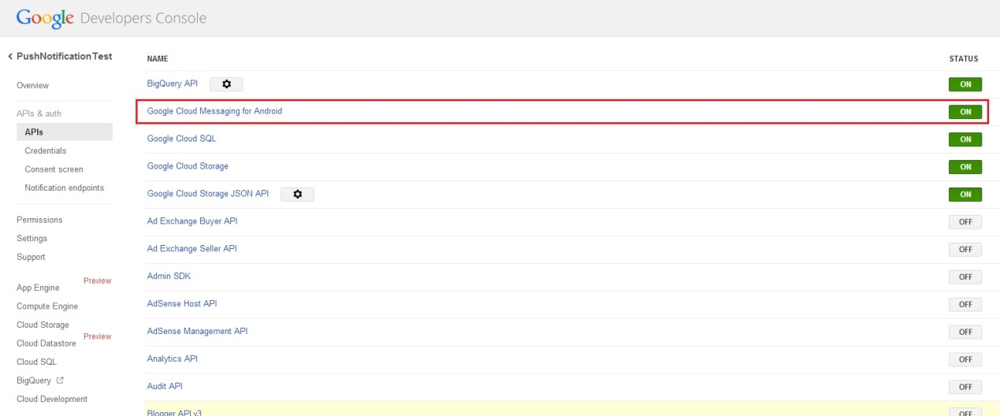 Google Developers Console
PushNotificationTest
NAME
STATUS
Overview
BigQuery API
ON
APIs & auth
Google Cloud Messaging for Android
ON
APIs
Google Cloud SQL
ON
Credentials
Consent screen
Google Cloud Storage
ON
Notification endpoints
Google Cloud Storage JSON API
ON
Permissions
Ad Exchange Buyer API
OFF
Settings
Ad Exchange Seller API
OFF
Support
Admin SDK
OFF
Preview
App Engine
Compute Engine
AdSense Host API
OFF
Cloud Storage
AdSense Management API
OFF
Preview
Cloud Datastore
Cloud SQL
Analytics API
OFF
BigQuery
Audit API
OFF
Cloud Development
Blogger API v3
OFF